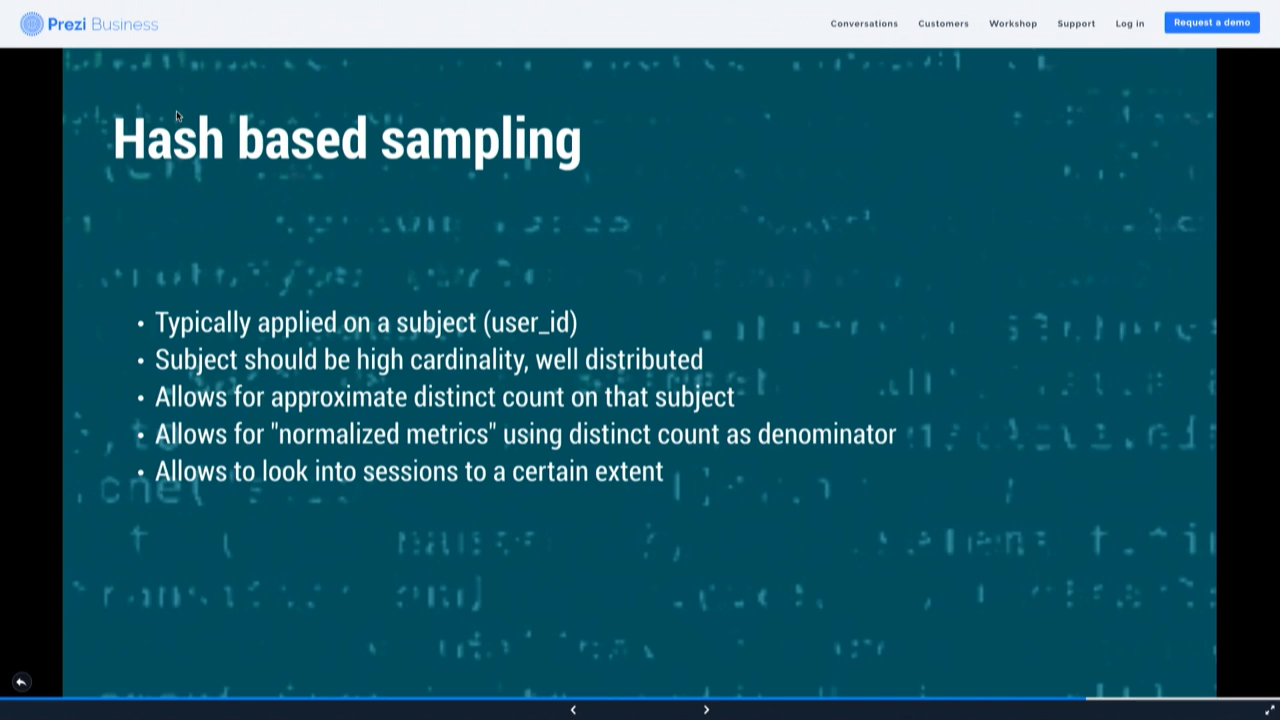 Prezi Business
Conversations
Customers
Workshop
Support
Log in
Request a demo
Hash based sampling
• Typically applied on a subject (user_id)
• Subject should be high cardinality, well distributed
• Allows for approximate distinct count on that subject
• Allows for "normalized metrics" using distinct count as denominator
• Allows to look into sessions to a certain extent